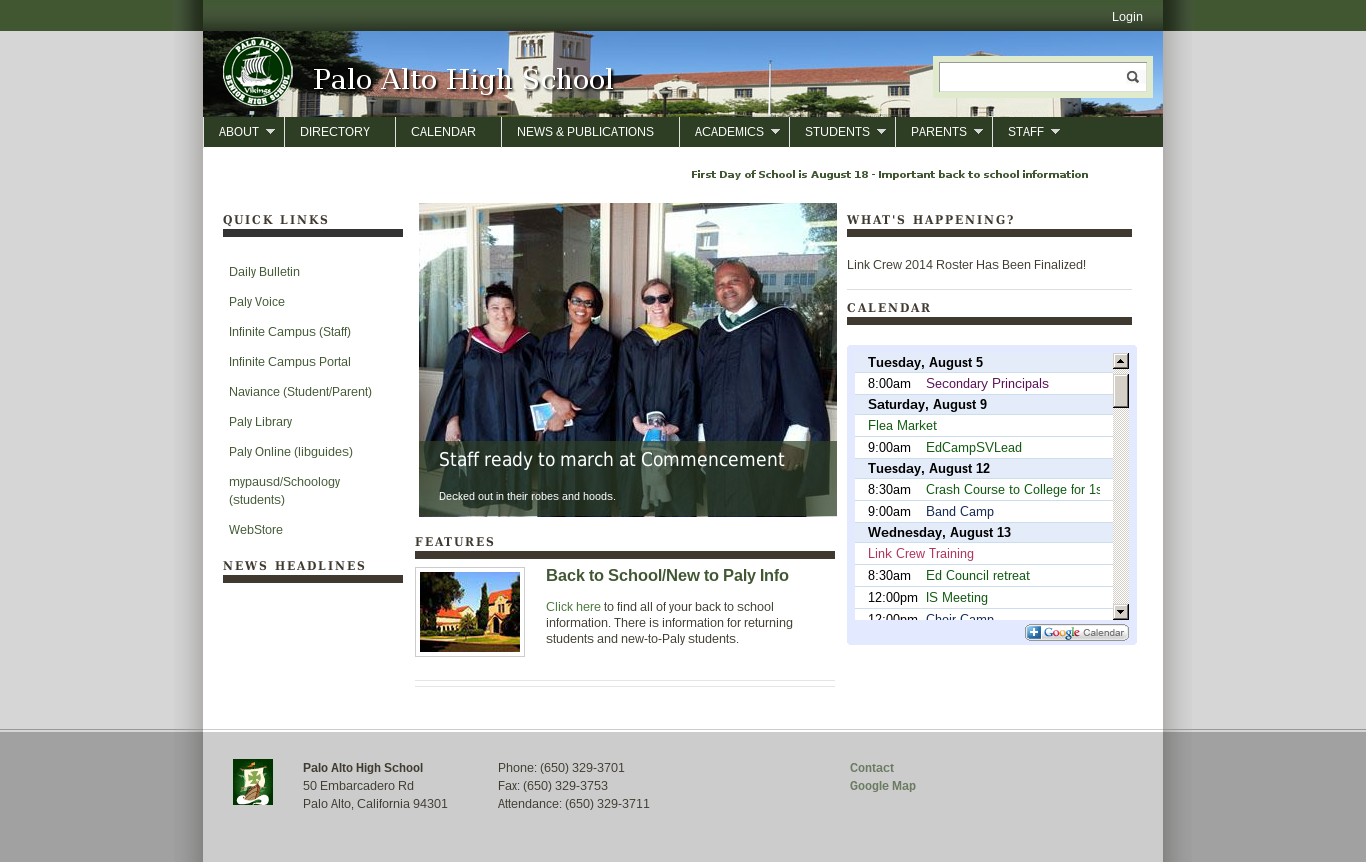 Login
PALO ALTO
Vikings
SENIOR HIGH SCHOOL
Palo Alto High School
ABOUT DIRECTORY CALENDAR NEWS & PUBLICATIONS ACADEMICS STUDENTS PARENTS STAFF
First Day of School is August 18 - Important back to school information
QUICK LINKS
Daily Bulletin
Paly Voice
Infinite Campus (Staff)
Infinite Campus Portal
Naviance (Student/Parent)
Paly Library
Paly Online (libguides)
mypausd/Schoology
(students)
WebStore
NEWS HEADLINES
Staff ready to march at Commencement
Decked out in their robes and hoods.
FEATURES
Back to School/New to Paly Info
Click here to find all of your back to school
information. There is information for returning
students and new-to-Paly students.
WHAT'S HAPPENING?
Link Crew 2014 Roster Has Been Finalized!
CALENDAR
Tuesday, August 5
8:00am Secondary Principals
Saturday, August 9
Flea Market
9:00am EdCampSVLead
Tuesday, August 12
8:30am Crash Course to College for 1s
9:00am Band Camp
Wednesday, August 13
Link Crew Training
8:30am Ed Council retreat
12:00pm IS Meeting
12:00pm Choir Camp
Google Calendar
Palo Alto High School
50 Embarcadero Rd
Palo Alto, California 94301
Phone: (650) 329-3701
Fax: (650) 329-3753
Attendance: (650) 329-3711
Contact
Google Map